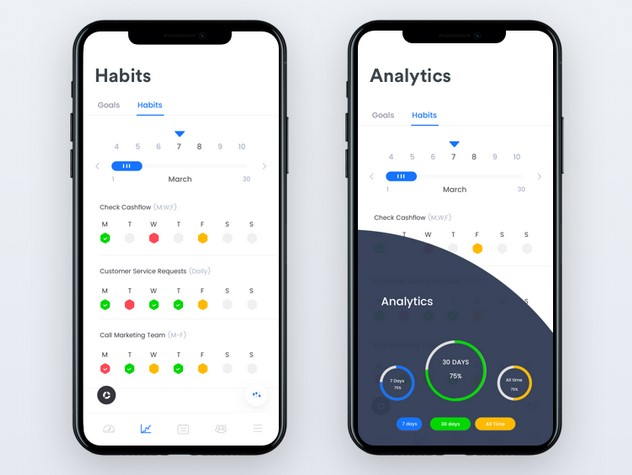 Habits
Goals Habits
4 5 6 7 8 9 10
1 March 30
Check Cashflow (M,W,F)
M T W T F S S
Customer Service Requests (Daily)
M T W T F S S
Call Marketing Team (M-F)
M T W T F S S
Analytics
Goals Habits
4 5 6 7 8 9 10
1 March 30
Check Cashflow (M,W,F)
T W T F S S
Analytics
7 Days
75%
30 DAYS
75%
All time
75%
7 days 30 days All Time